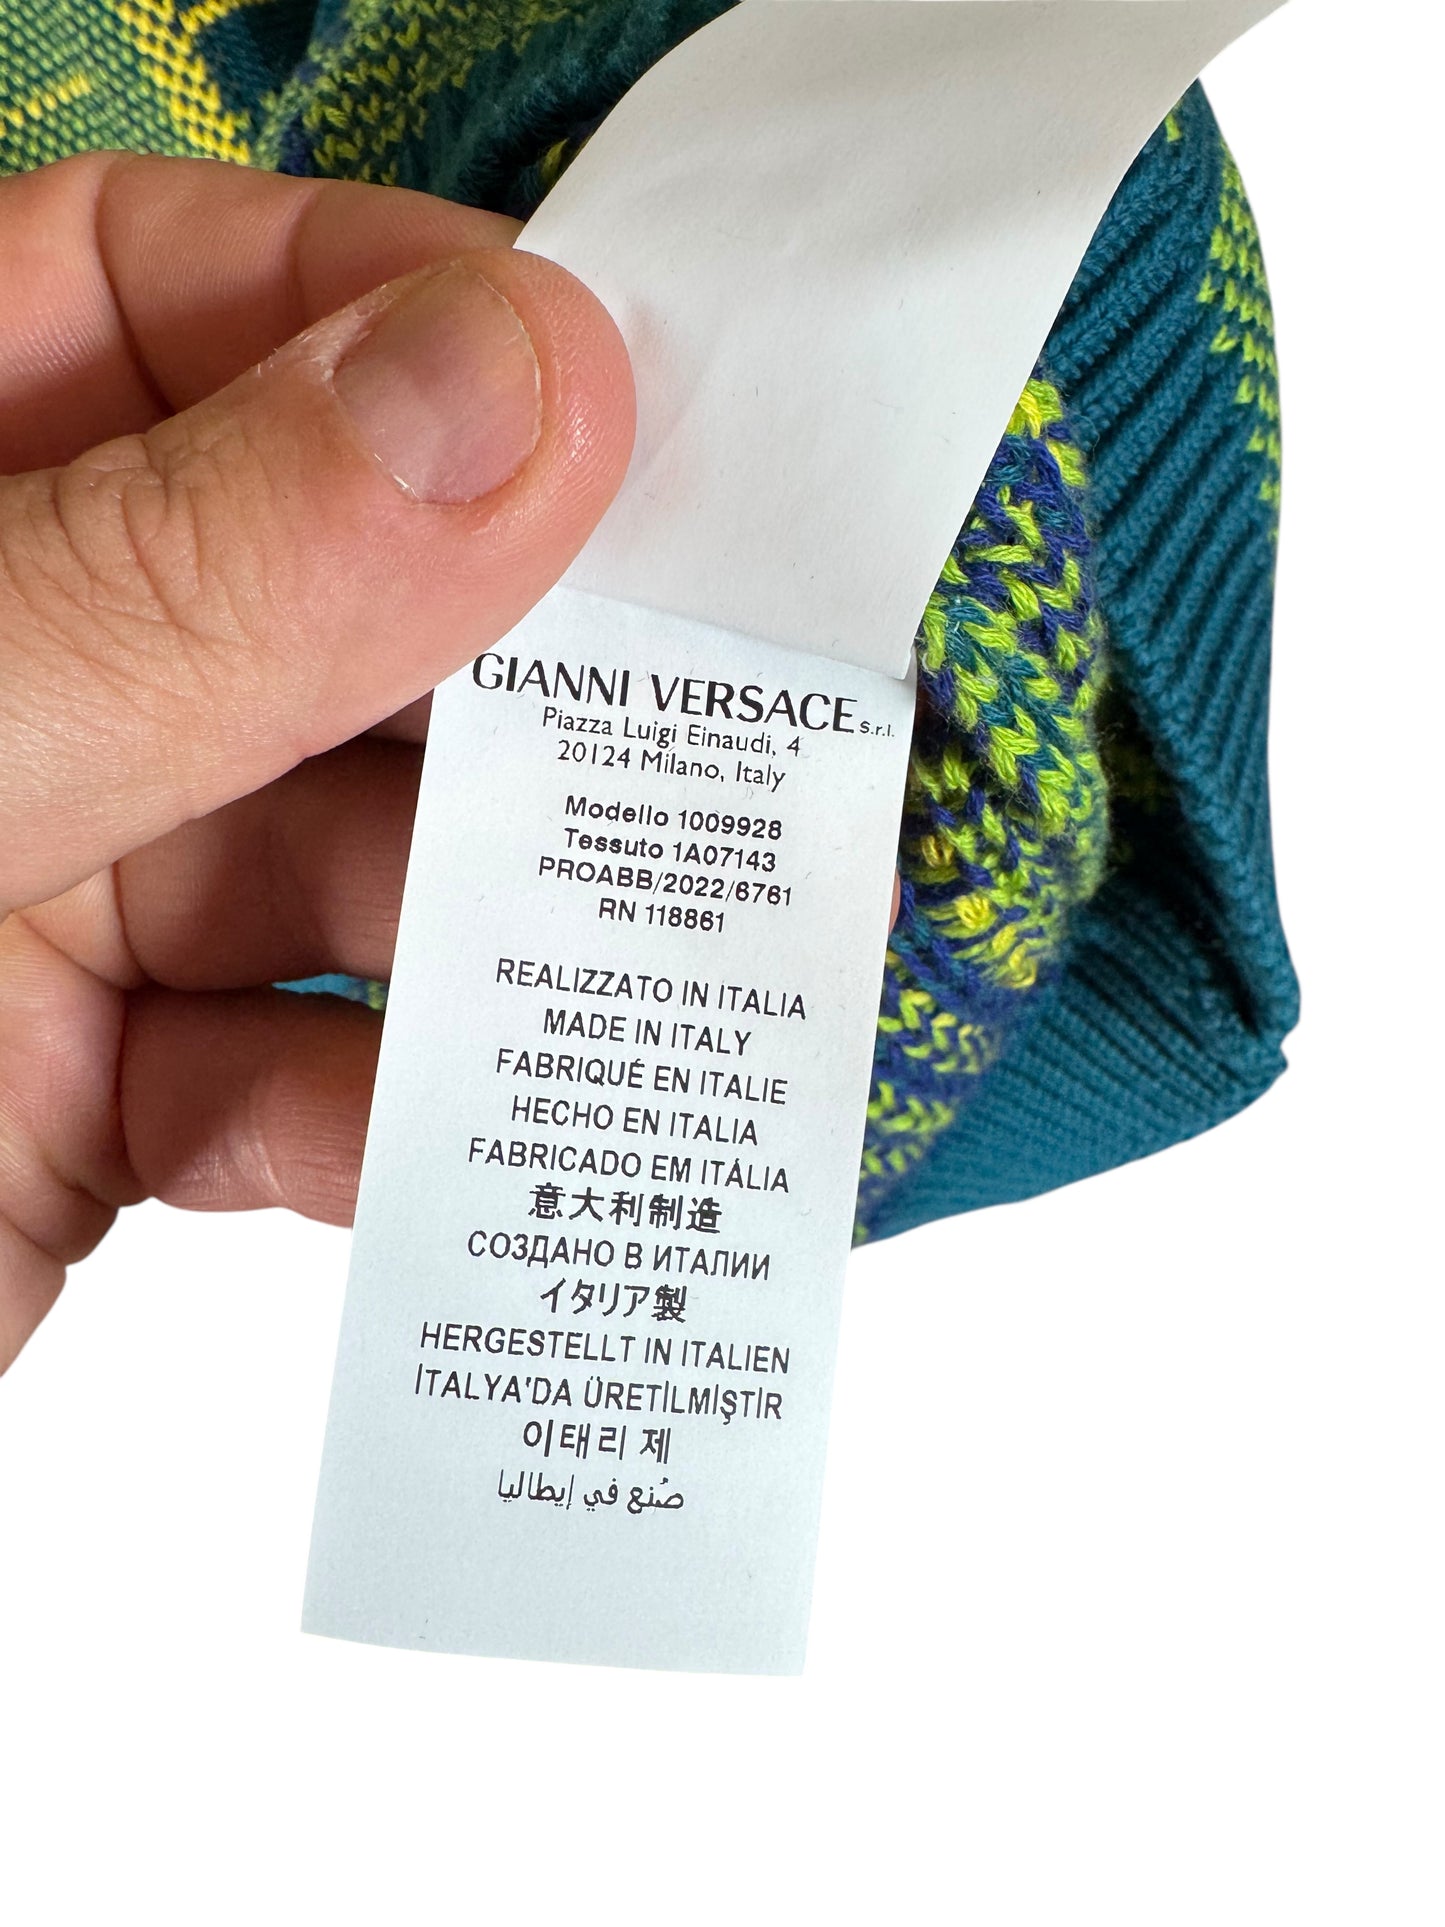 GIANNI VERSACE s.r.l.
Piazza Luigi Einaudi, 4
20124 Milano, Italy
Modello 1009928
Tessuto 1A07143
PROABB/2022/6761
RN 118861
REALIZZATO IN ITALIA
MADE IN ITALY
FABRIQUÉ EN ITALIE
HECHO EN ITALIA
FABRICADO EM ITÁLIA
意大利制造
СОЗДАНО В ИТАЛИИ
イタリア製
HERGESTELLT IN ITALIEN
İTALYA'DA ÜRETİLMİŞTİR
이태리 제
صُنع في إيطاليا